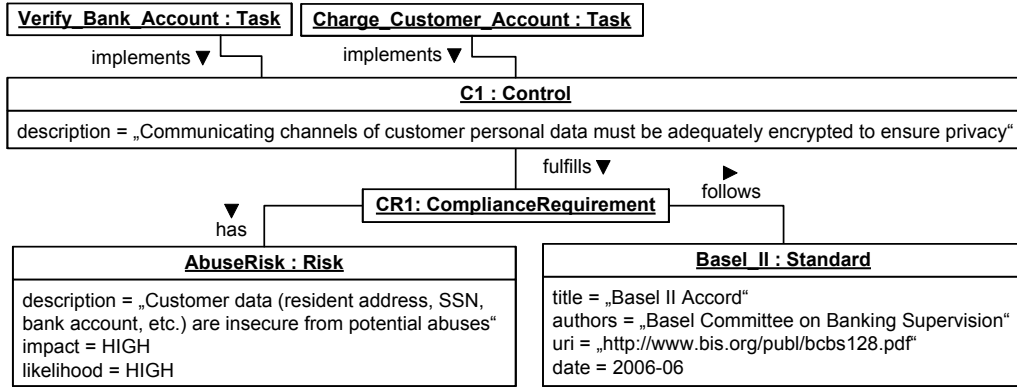 Verify_Bank_Account : Task
Charge_Customer_Account : Task
implements ▼
implements ▼
C1 : Control
description = „Communicating channels of customer personal data must be adequately encrypted to ensure privacy“
fulfills ▼
►
follows
CR1: ComplianceRequirement
▼
has
AbuseRisk : Risk
description = „Customer data (resident address, SSN,
bank account, etc.) are insecure from potential abuses“
impact = HIGH
likelihood = HIGH
Basel_II : Standard
title = „Basel II Accord“
authors = „Basel Committee on Banking Supervision“
uri = „http://www.bis.org/publ/bcbs128.pdf“
date = 2006-06